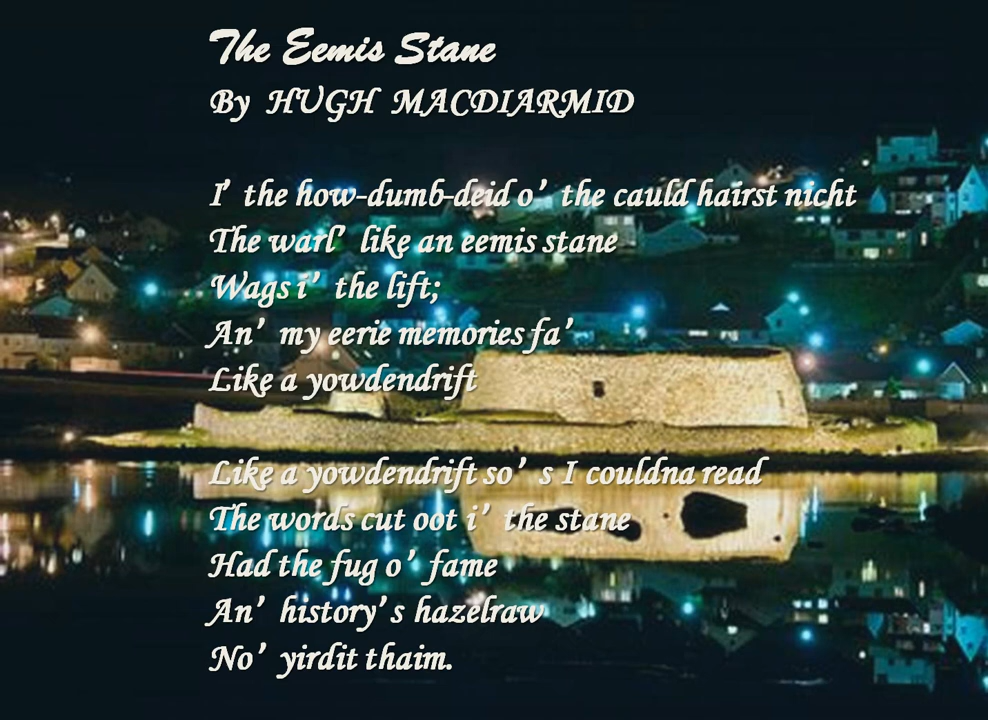 The Eemis Stane
By HUGH MACDIARMID
I' the how-dumb-deid o' the cauld hairst nicht
The warl' like an eemis stane
Wags i' the lift;
An' my eerie memories fa'
Like a yowdendrift
Like a yowdendrift so's I couldna read
The words cut oot i' the stane
Had the fug o' fame
An' history's hazelraw
No' yirdit thaim.